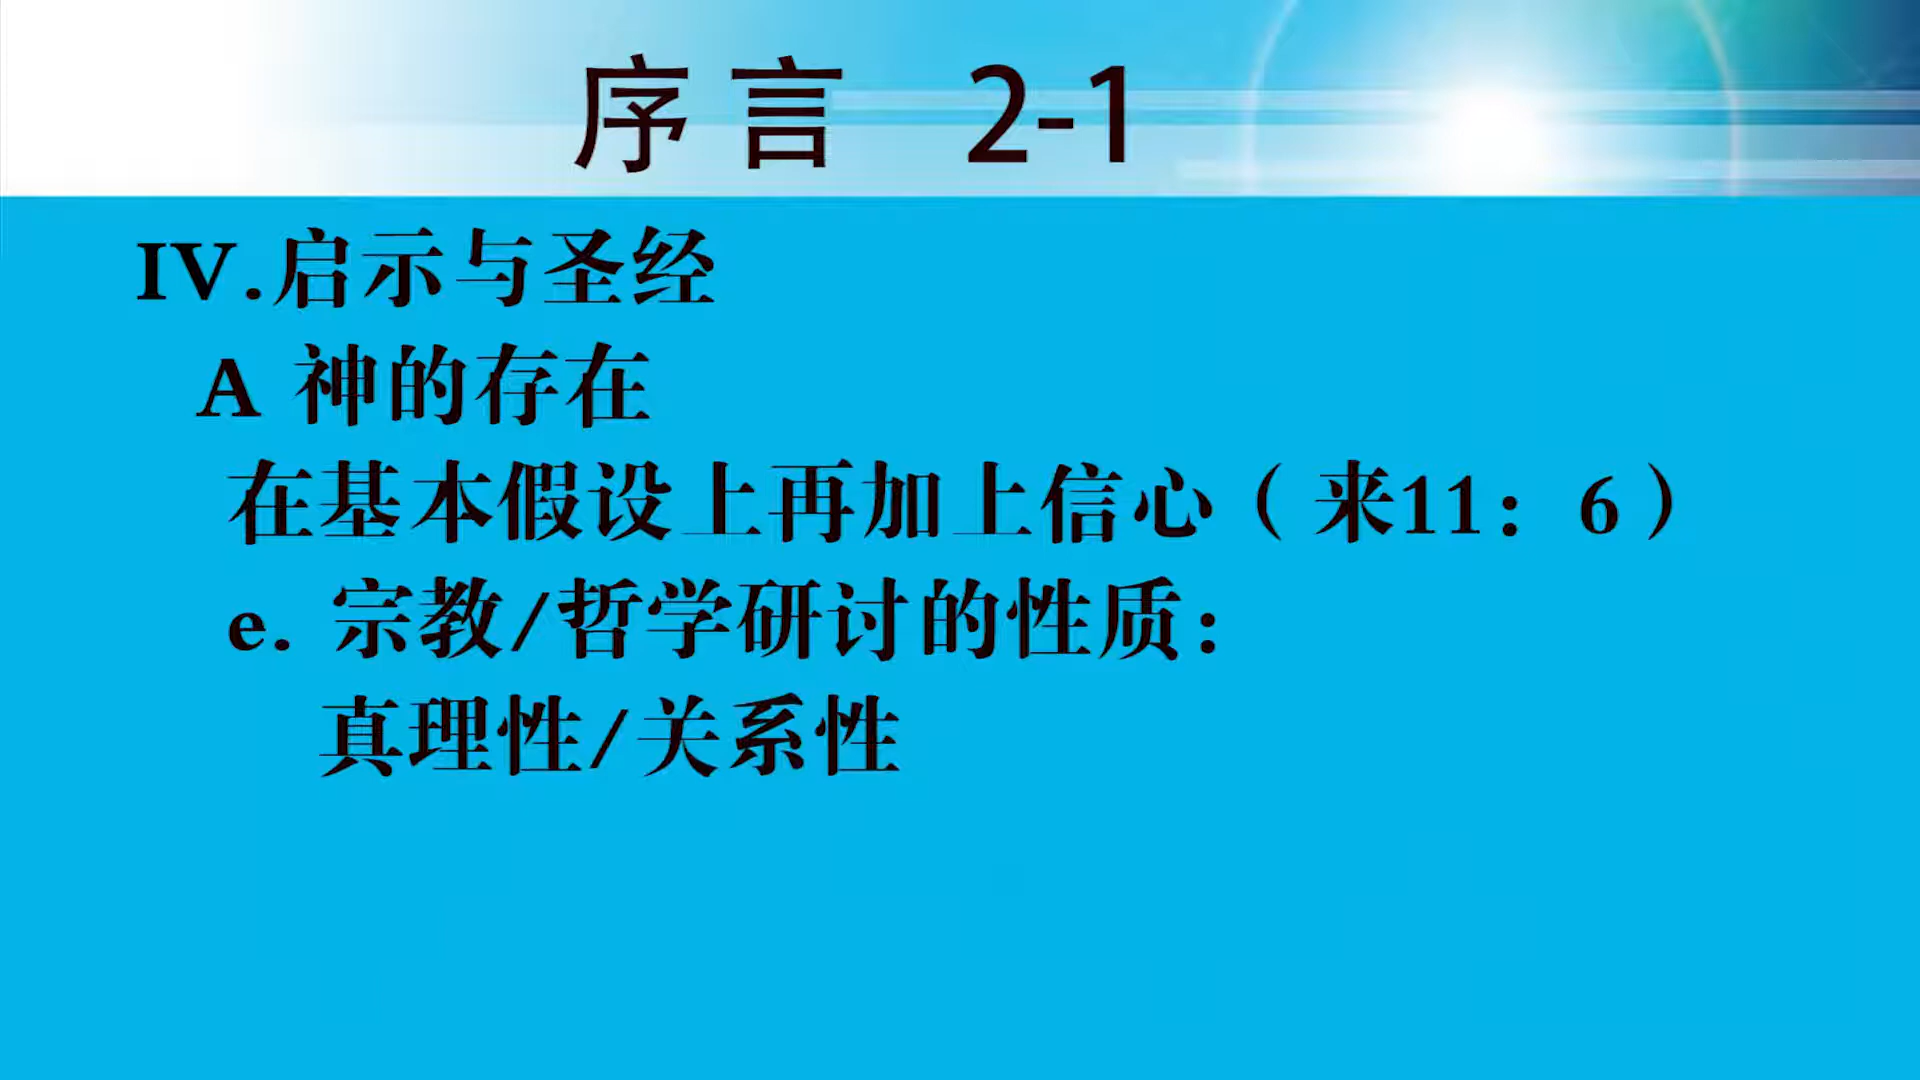 序言 2-1
IV.启示与圣经
A 神的存在
在基本假设上再加上信心（来11：6）
e. 宗教/哲学研讨的性质：
真理性/关系性